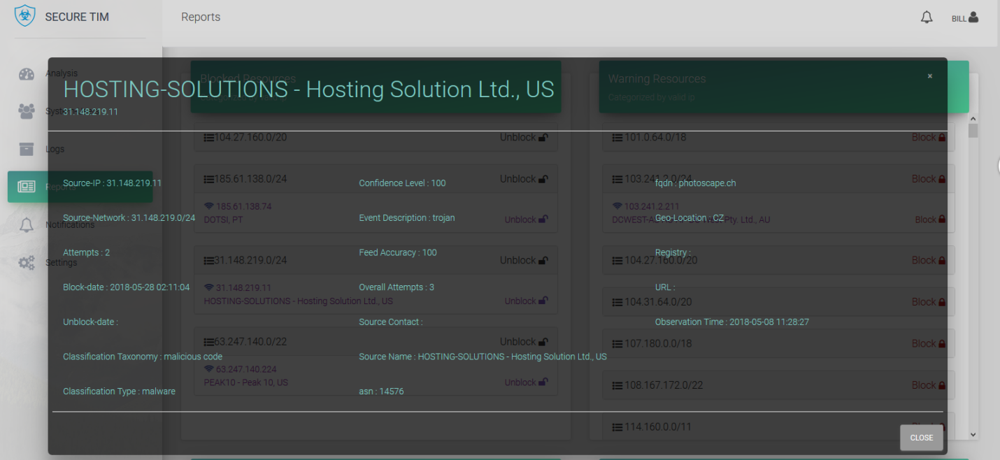 SECURE TIM
Reports
BILL
Analysis
Blocked Resources
Warning Resources
×
HOSTING-SOLUTIONS - Hosting Solution Ltd., US
Categorized by valid ip
31.148.219.11
104.27.160.0/20 Unblock
101.0.64.0/18 Block
Logs
185.61.138.0/24 Unblock
103.241.2.0/24 Block
Reports
Source-IP : 31.148.219.11
Confidence Level : 100
fqdn : photoscape.ch
185.61.138.74
103.241.2.211
DOTSI, PT Unblock
Pty. Ltd., AU Block
Source-Network : 31.148.219.0/24
Event Description : trojan
Geo-Location : CZ
Notifications
Attempts : 2
Feed Accuracy : 100
Registry :
31.148.219.0/24 Unblock
104.27.160.0/20 Block
Settings
Block-date : 2018-05-28 02:11:04
Overall Attempts : 3
URL :
31.148.219.11
HOSTING-SOLUTIONS - Hosting Solution Ltd., US Unblock
104.31.64.0/20 Block
Unblock-date :
Source Contact :
Observation Time : 2018-05-08 11:28:27
63.247.140.0/22 Unblock
107.180.0.0/18 Block
Classification Taxonomy : malicious code
Source Name : HOSTING-SOLUTIONS - Hosting Solution Ltd., US
63.247.140.224
PEAK10 - Peak 10, US Unblock
108.167.172.0/22 Block
Classification Type : malware
asn : 14576
114.160.0.0/11
CLOSE